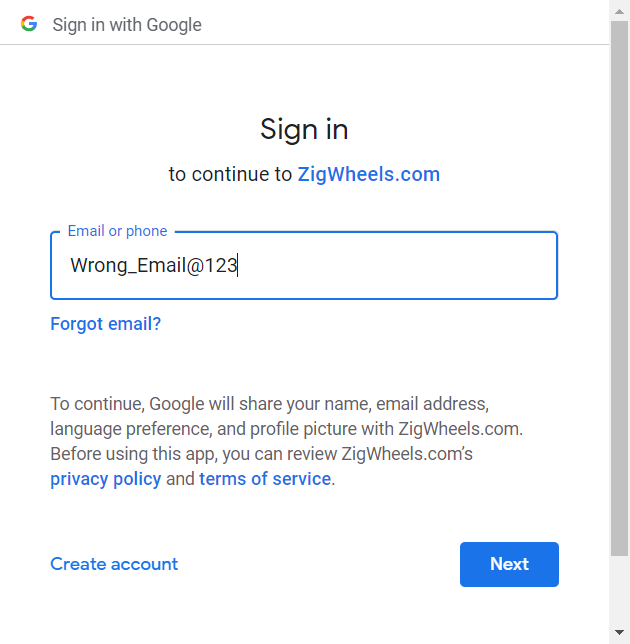 Sign in with Google
Sign in
to continue to ZigWheels.com
Email or phone
Wrong_Email@123
Forgot email?
To continue, Google will share your name, email address,
language preference, and profile picture with ZigWheels.com.
Before using this app, you can review ZigWheels.com’s
privacy policy and terms of service.
Create account
Next